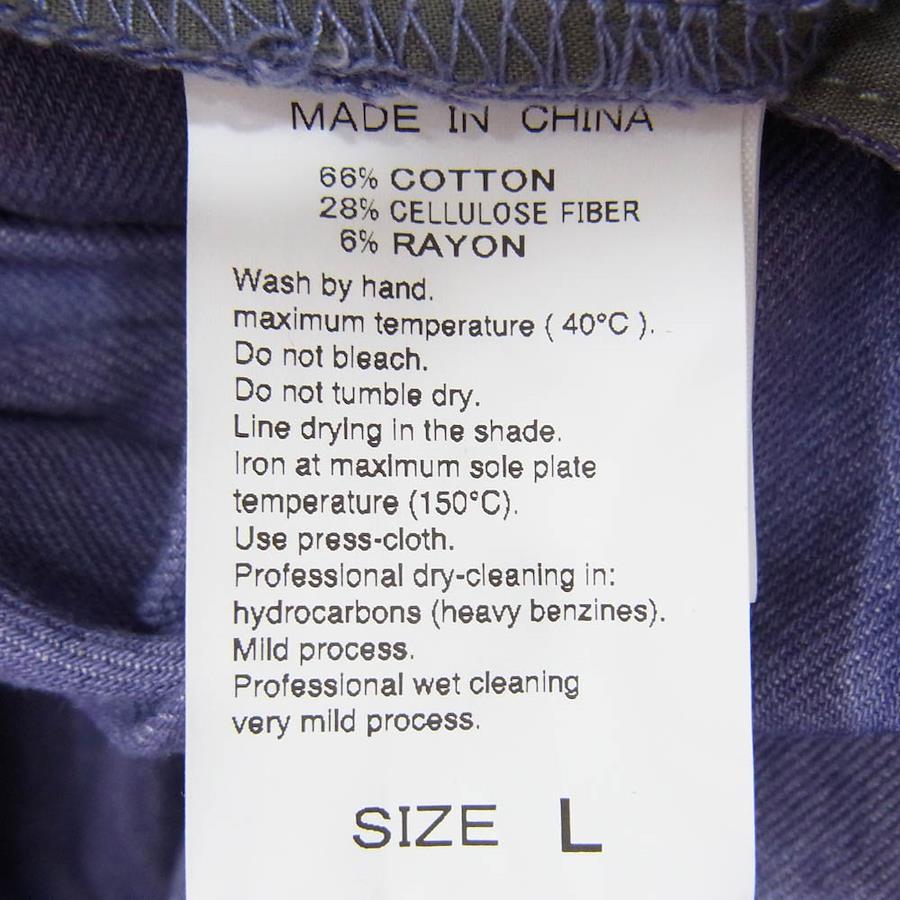 MADE IN CHINA
66% COTTON
28% CELLULOSE FIBER
6% RAYON
Wash by hand.
maximum temperature ( 40°C ).
Do not bleach.
Do not tumble dry.
Line drying in the shade.
Iron at maximum sole plate
temperature (150°C).
Use press-cloth.
Professional dry-cleaning in:
hydrocarbons (heavy benzines).
Mild process.
Professional wet cleaning
very mild process.
SIZE L